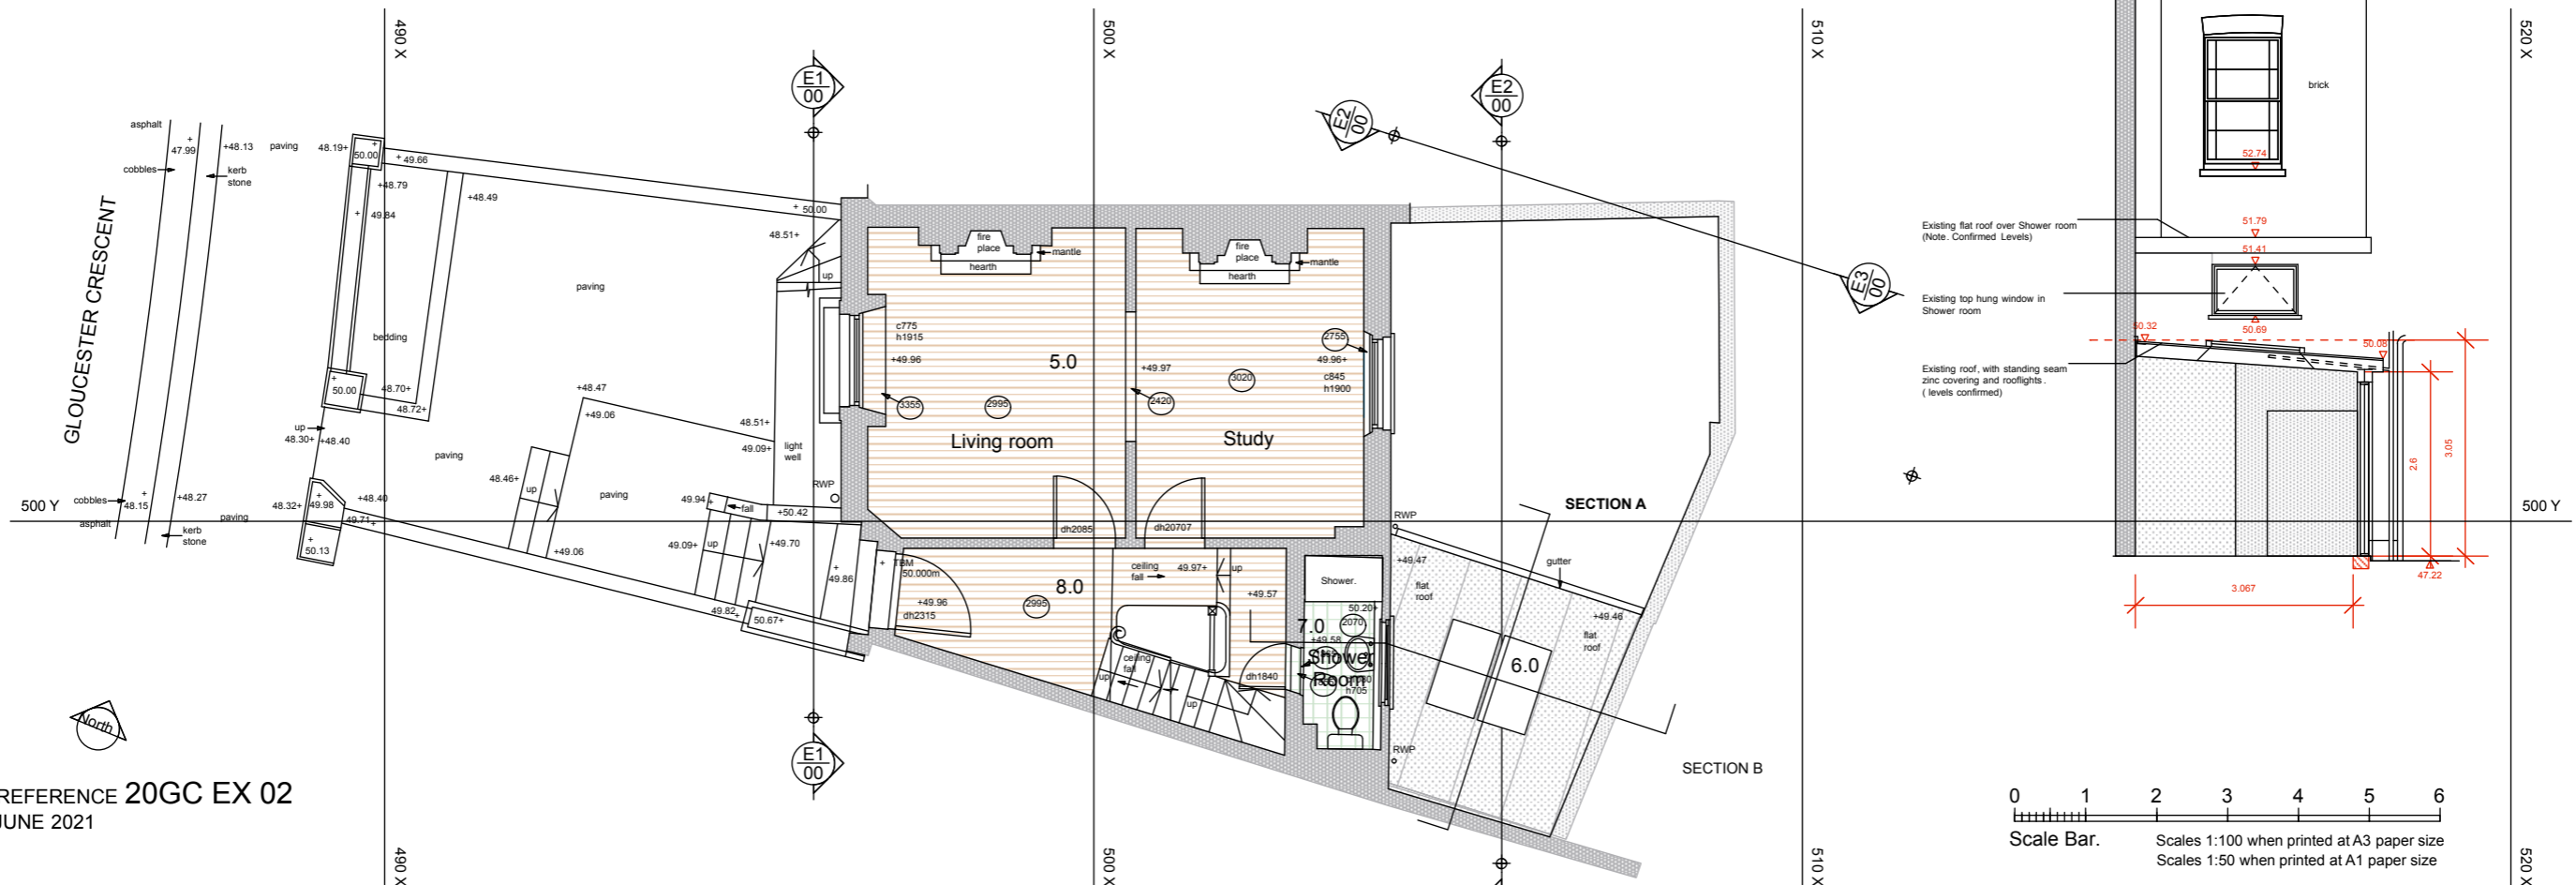 490 X
500 X
510 X
520 X
E1
00
E2
00
E2
00
E3
00
asphalt
47.99
+48.13
paving
48.19+
50.00
+ 49.66
cobbles
kerb
stone
+48.79
+48.49
49.84
+ 50.00
48.51+
up
GLOUCESTER CRESCENT
paving
bedding
50.00
48.70+
48.72+
+48.47
+49.06
up
48.30+
+48.40
paving
48.51+
49.09+
light
well
48.46+
up
paving
RWP
500 Y
cobbles
48.15
+48.27
asphalt
kerb
stone
paving
48.32+
49.98
+48.40
49.71+
50.13
+49.06
49.94
fall
+50.42
49.09+
up
+49.70
49.86
49.82
50.67+
fire
place
mantle
hearth
fire
place
mantle
hearth
c775
h1915
+49.96
5.0
3355
2995
Living room
+49.97
3020
2420
Study
2755
49.96+
c845
h1900
dh2085
dh20707
TBM
50.000m
8.0
+49.96
dh2315
2995
ceiling
fall
49.97+
up
+49.57
ceiling
fall
up
up
dh1840
Shower.
50.20+
2070
7.0
+49.58
Shower
Room
h705
RWP
SECTION A
500 Y
+49.47
gutter
flat
roof
+49.46
flat
roof
6.0
RWP
SECTION B
brick
52.74
Existing flat roof over Shower room
(Note. Confirmed Levels)
51.79
51.41
Existing top hung window in
Shower room
50.69
50.32
50.08
Existing roof, with standing seam
zinc covering and rooflights.
( levels confirmed)
2.6
3.05
47.22
3.067
North
E1
00
REFERENCE 20GC EX 02
JUNE 2021
0 1 2 3 4 5 6
Scale Bar.
Scales 1:100 when printed at A3 paper size
Scales 1:50 when printed at A1 paper size
490 X
500 X
510 X
520 X